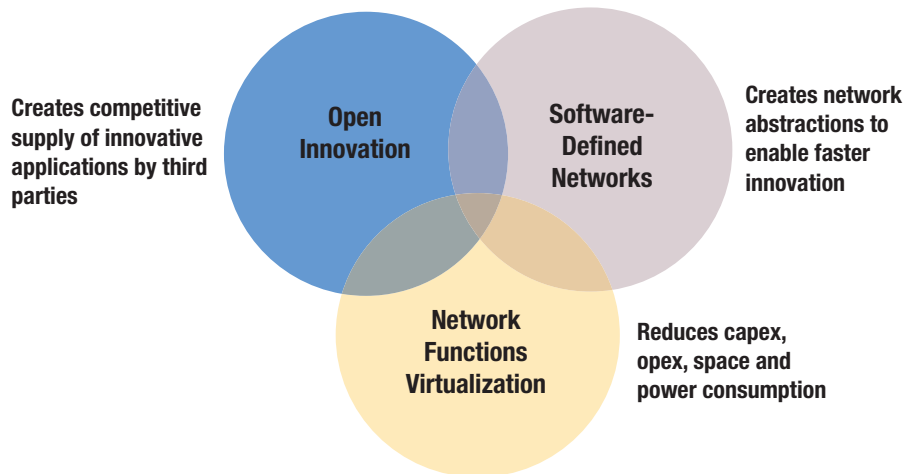 Creates competitive
supply of innovative
applications by third
parties
Open
Innovation
Software-
Defined
Networks
Creates network
abstractions to
enable faster
innovation
Network
Functions
Virtualization
Reduces capex,
opex, space and
power consumption